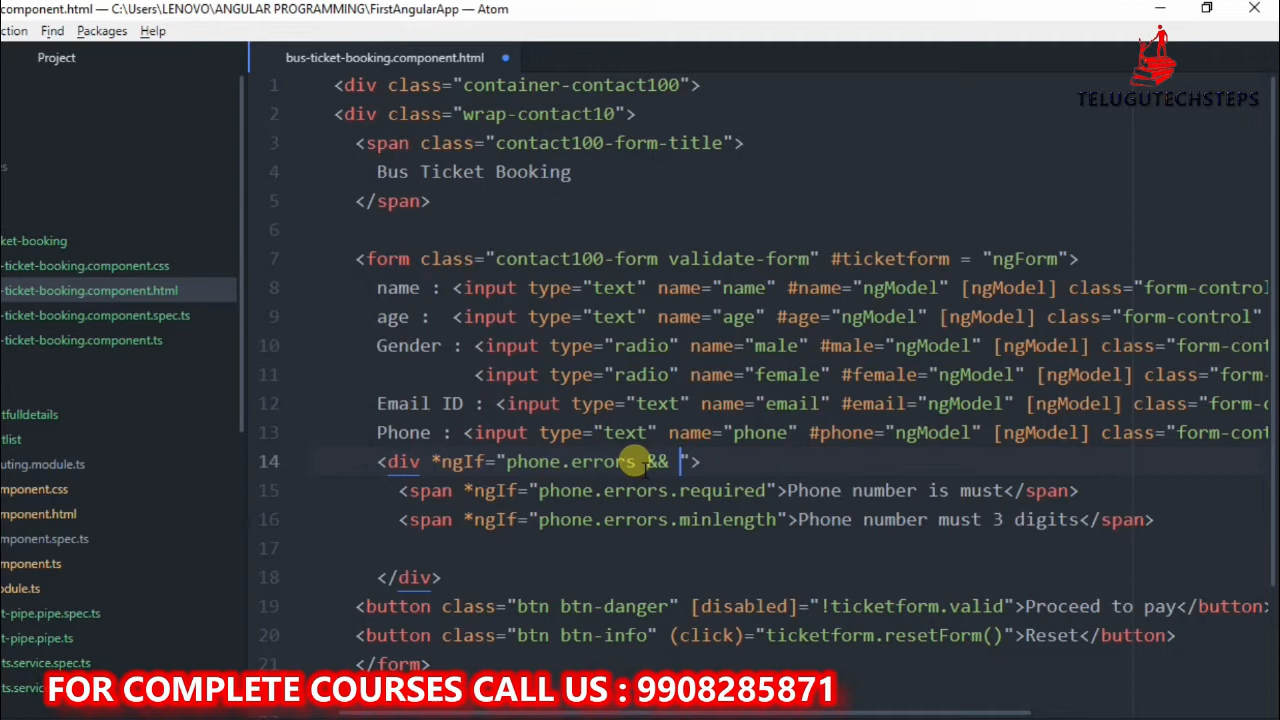 component.html — C:\Users\LENOVO\ANGULAR PROGRAMMING\FirstAngularApp — Atom
ction Find Packages Help
Project
bus-ticket-booking.component.html
TELUGUTECHSTEPS
es
ket-booking
-ticket-booking.component.css
-ticket-booking.component.html
-ticket-booking.component.spec.ts
-ticket-booking.component.ts
tfulldetails
tlist
uting.module.ts
omponent.css
omponent.html
omponent.spec.ts
omponent.ts
odule.ts
t-pipe.pipe.spec.ts
t-pipe.pipe.ts
ts.service.spec.ts
ts.servic
1 <div class="container-contact100">
2 <div class="wrap-contact10">
3 <span class="contact100-form-title">
4 Bus Ticket Booking
5 </span>
6
7 <form class="contact100-form validate-form" #ticketform = "ngForm">
8 name : <input type="text" name="name" #name="ngModel" [ngModel] class="form-control
9 age : <input type="text" name="age" #age="ngModel" [ngModel] class="form-control"
10 Gender : <input type="radio" name="male" #male="ngModel" [ngModel] class="form-cont
11 <input type="radio" name="female" #female="ngModel" [ngModel] class="form-
12 Email ID : <input type="text" name="email" #email="ngModel" [ngModel] class="form-c
13 Phone : <input type="text" name="phone" #phone="ngModel" [ngModel] class="form-cont
14 <div *ngIf="phone.errors && ">
15 <span *ngIf="phone.errors.required">Phone number is must</span>
16 <span *ngIf="phone.errors.minlength">Phone number must 3 digits</span>
17
18 </div>
19 <button class="btn btn-danger" [disabled]="!ticketform.valid">Proceed to pay</button>
20 <button class="btn btn-info" (click)="ticketform.resetForm()">Reset</button>
21 </form>
FOR COMPLETE COURSES CALL US : 9908285871